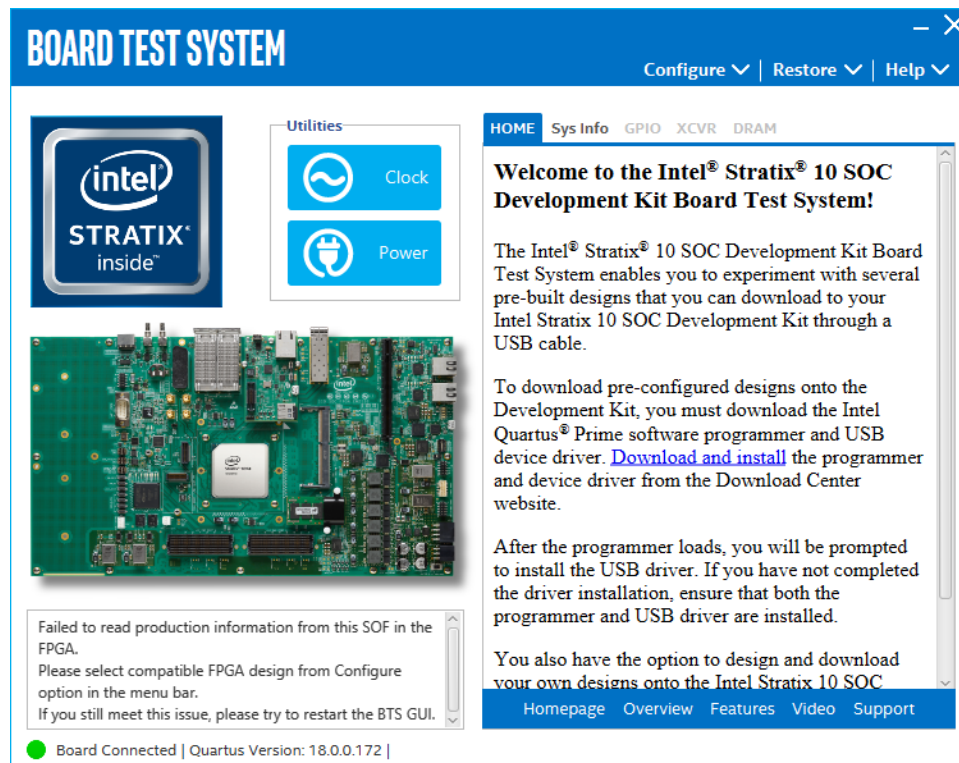 BOARD TEST SYSTEM
Configure | Restore | Help
intel
STRATIX®
inside™
Utilities
Clock
Power
HOME Sys Info GPIO XCVR DRAM
Welcome to the Intel® Stratix® 10 SOC
Development Kit Board Test System!
The Intel® Stratix® 10 SOC Development Kit Board
Test System enables you to experiment with several
pre-built designs that you can download to your
Intel Stratix 10 SOC Development Kit through a
USB cable.
To download pre-configured designs onto the
Development Kit, you must download the Intel
Quartus® Prime software programmer and USB
device driver. Download and install the programmer
and device driver from the Download Center
website.
After the programmer loads, you will be prompted
to install the USB driver. If you have not completed
the driver installation, ensure that both the
programmer and USB driver are installed.
You also have the option to design and download
your own designs onto the Intel Stratix 10 SOC
Homepage Overview Features Video Support
(intel)
Failed to read production information from this SOF in the
FPGA.
Please select compatible FPGA design from Configure
option in the menu bar.
If you still meet this issue, please try to restart the BTS GUI.
Board Connected | Quartus Version: 18.0.0.172 |